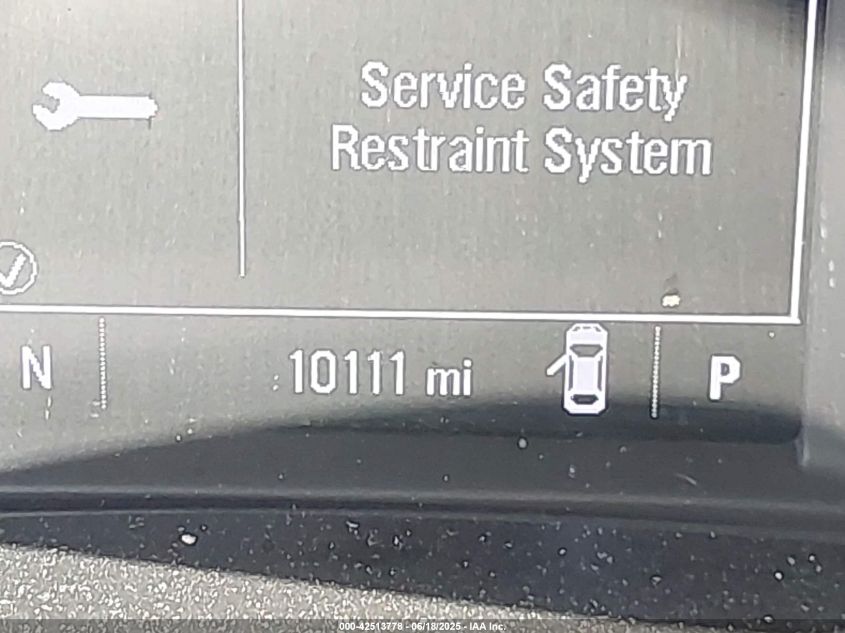 Service Safety
Restraint System
N 10111 mi P
000-42513778 - 06/18/2025 - IAA Inc.